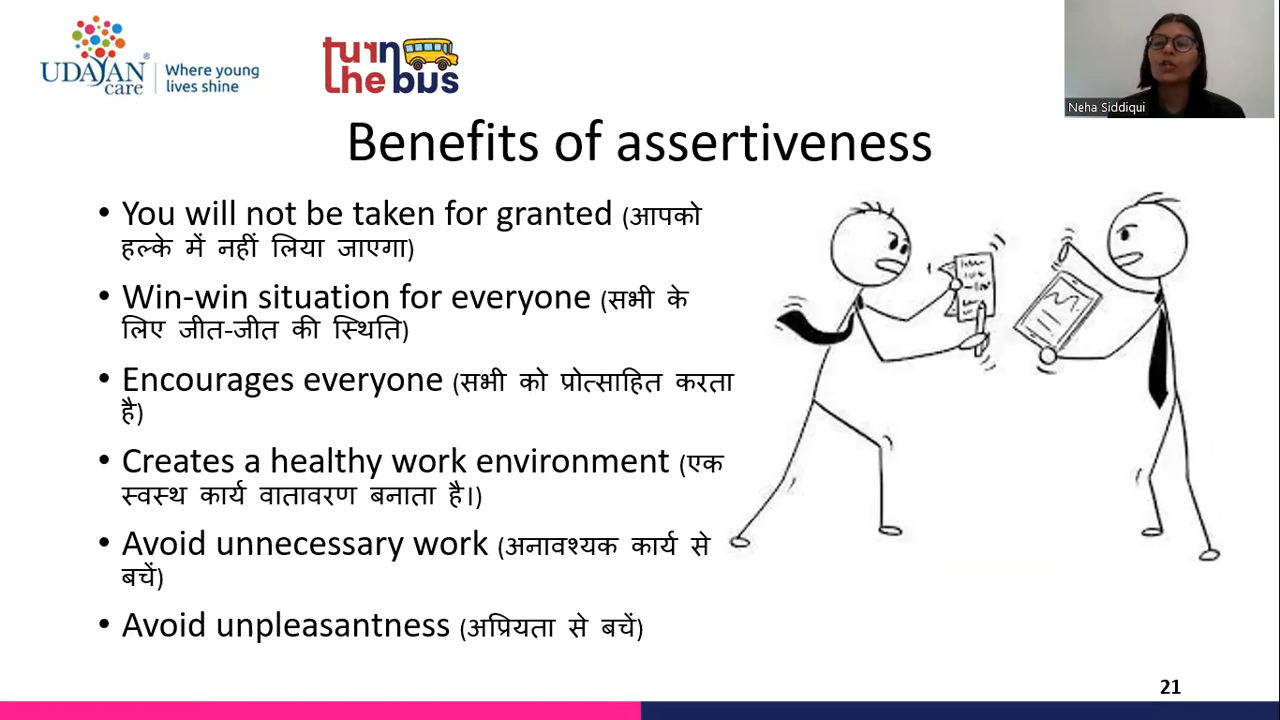 UDAYAN care
Where young
lives shine
turn
the bus
Neha Siddiqui
Benefits of assertiveness
• You will not be taken for granted (आपको
हल्के में नहीं लिया जाएगा)
• Win-win situation for everyone (सभी के
लिए जीत-जीत की स्थिति)
• Encourages everyone (सभी को प्रोत्साहित करता
है)
• Creates a healthy work environment (एक
स्वस्थ कार्य वातावरण बनाता है।)
• Avoid unnecessary work (अनावश्यक कार्य से
बचें)
• Avoid unpleasantness (अप्रियता से बचें)
21